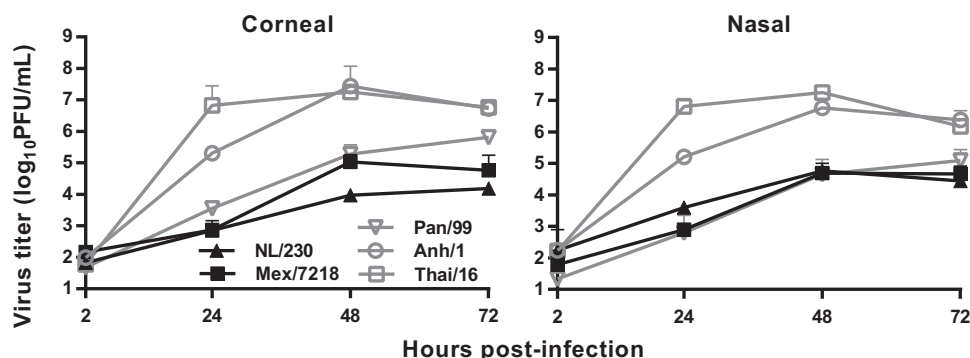 Corneal
Nasal
Virus titer (log10PFU/mL)
9
8
7
6
5
4
3
2
1
9
8
7
6
5
4
3
2
1
NL/230
Mex/7218
Pan/99
Anh/1
Thai/16
2
24
48
72
2
24
48
72
Hours post-infection